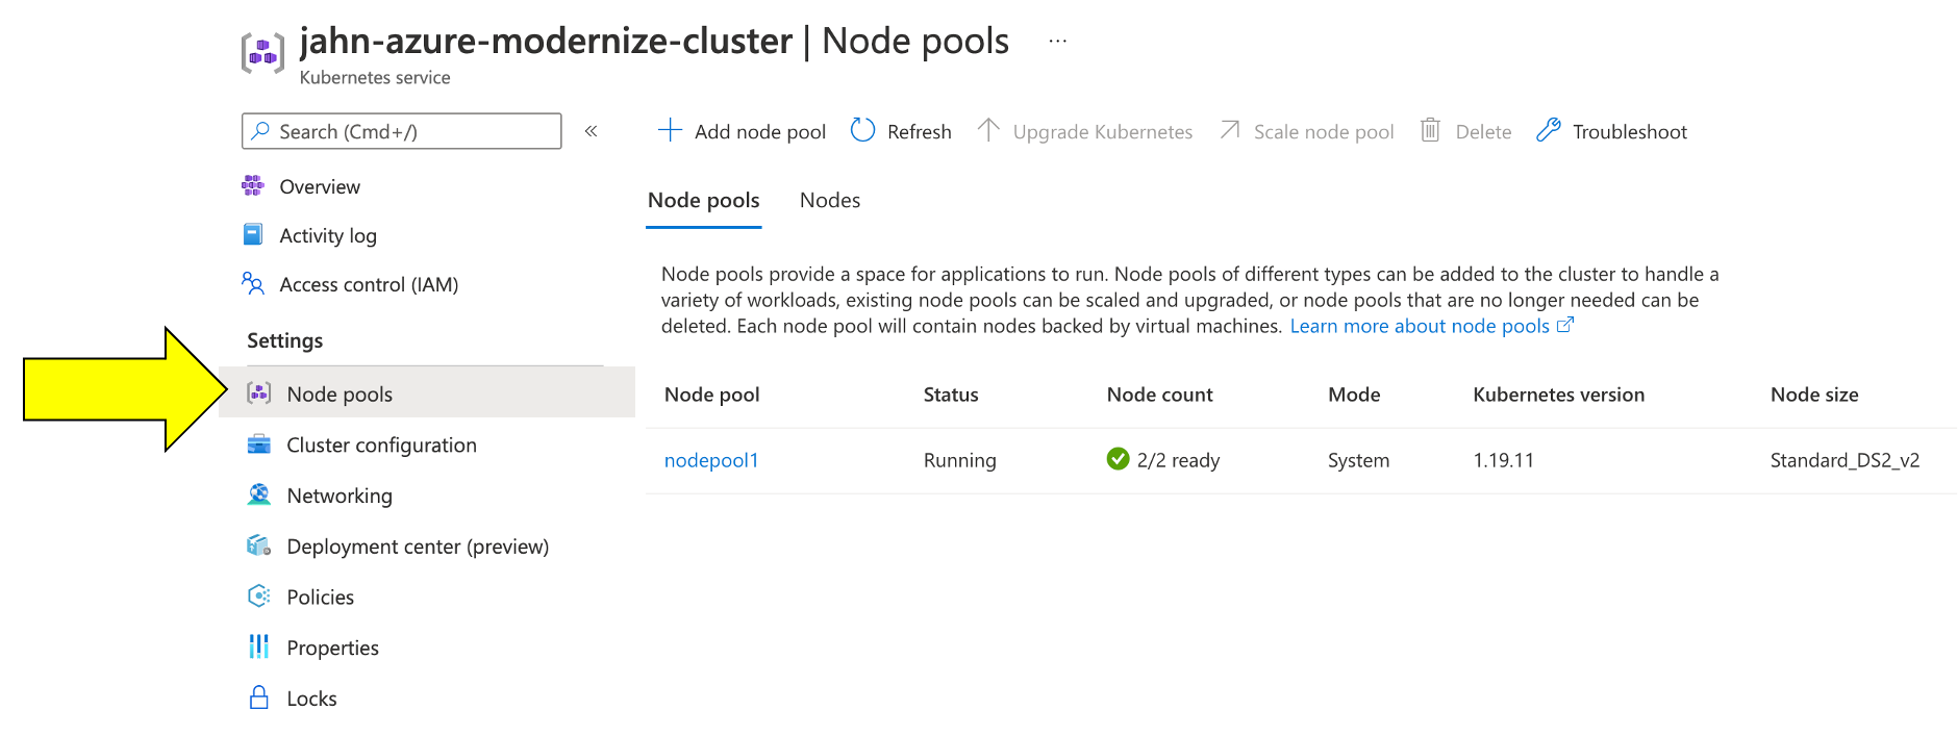 jahn-azure-modernize-cluster | Node pools ...
Kubernetes service
Search (Cmd+/) «
Add node pool Refresh Upgrade Kubernetes Scale node pool Delete Troubleshoot
Overview
Activity log
Access control (IAM)
Settings
Node pools
Cluster configuration
Networking
Deployment center (preview)
Policies
Properties
Locks
Node pools Nodes
Node pools provide a space for applications to run. Node pools of different types can be added to the cluster to handle a
variety of workloads, existing node pools can be scaled and upgraded, or node pools that are no longer needed can be
deleted. Each node pool will contain nodes backed by virtual machines. Learn more about node pools
Node pool Status Node count Mode Kubernetes version Node size
nodepool1 Running 2/2 ready System 1.19.11 Standard_DS2_v2